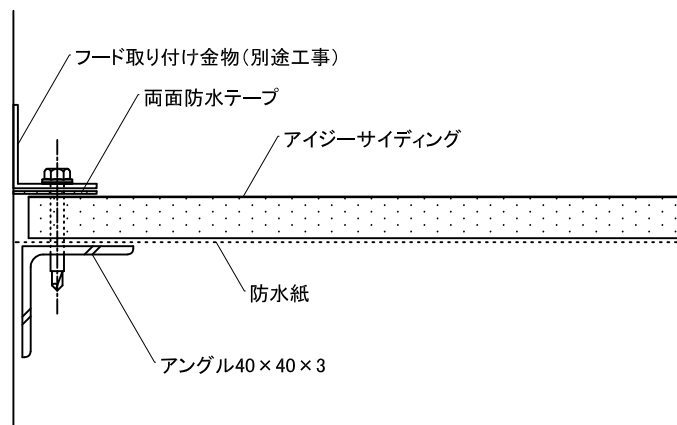 フード取り付け金物（別途工事）
両面防水テープ
アイジーサイディング
防水紙
アングル40×40×3